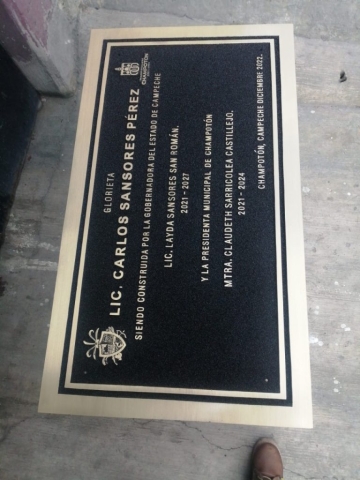 CHAMPOTÓN
GLORIETA
LIC. CARLOS SANSORES PÉREZ
SIENDO CONSTRUIDA POR LA GOBERNADORA DEL ESTADO DE CAMPECHE
LIC. LAYDA SANSORES SAN ROMÁN.
2021 - 2027
Y LA PRESIDENTA MUNICIPAL DE CHAMPOTÓN
MTRA. CLAUDETH SARRICOLEA CASTILLEJO.
2021 - 2024
CHAMPOTÓN, CAMPECHE DICIEMBRE 2022.